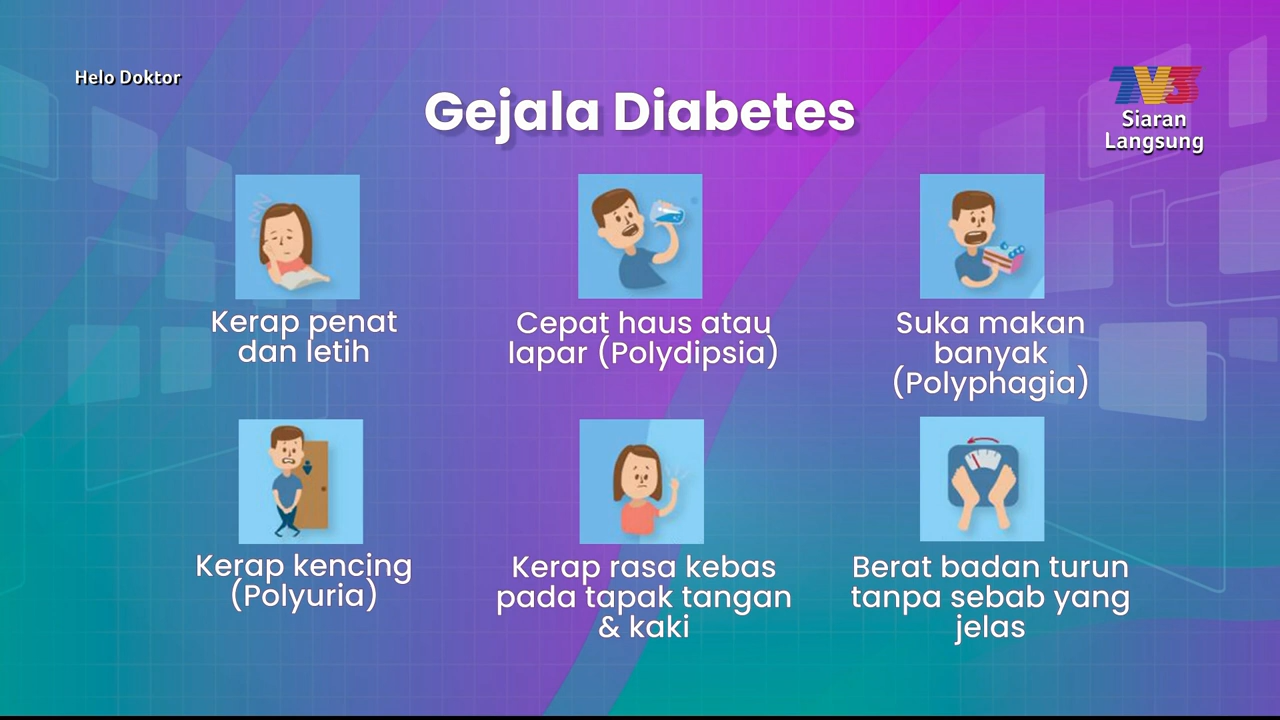 Helo Doktor
TV3
Siaran
Langsung
Gejala Diabetes
Kerap penat
dan letih
Cepat haus atau
lapar (Polydipsia)
Suka makan
banyak
(Polyphagia)
Kerap kencing
(Polyuria)
Kerap rasa kebas
pada tapak tangan
& kaki
Berat badan turun
tanpa sebab yang
jelas